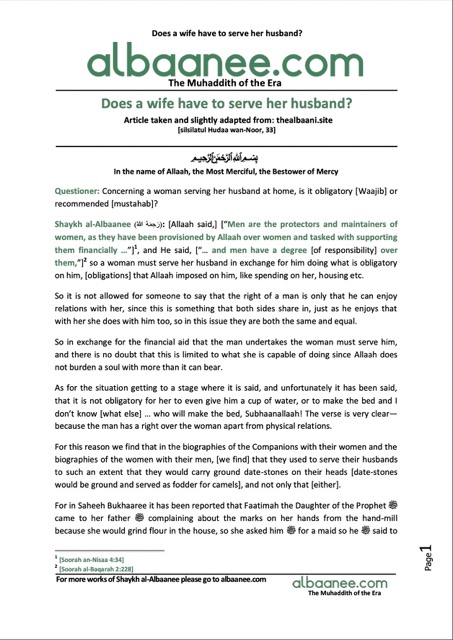 Does a wife have to serve her husband?
albaanee.com
The Muhaddith of the Era
Does a wife have to serve her husband?
Article taken and slightly adapted from: thealbaani.site
[silsilatul Hudaa wan-Noor, 33]
بِسْمِ اللَّهِ الرَّحْمَٰنِ الرَّحِيمِ
In the name of Allaah, the Most Merciful, the Bestower of Mercy
Questioner: Concerning a woman serving her husband at home, is it obligatory [Waajib] or
recommended [mustahab]?
Shaykh al-Albaanee (رحمة الله): [Allaah said,] ["Men are the protectors and maintainers of
women, as they have been provisioned by Allaah over women and tasked with supporting
them financially …"]¹, and He said, ["… and men have a degree [of responsibility] over
them,"]² so a woman must serve her husband in exchange for him doing what is obligatory
on him, [obligations] that Allaah imposed on him, like spending on her, housing etc.
So it is not allowed for someone to say that the right of a man is only that he can enjoy
relations with her, since this is something that both sides share in, just as he enjoys that
with her she does with him too, so in this issue they are both the same and equal.
So in exchange for the financial aid that the man undertakes the woman must serve him,
and there is no doubt that this is limited to what she is capable of doing since Allaah does
not burden a soul with more than it can bear.
As for the situation getting to a stage where it is said, and unfortunately it has been said,
that it is not obligatory for her to even give him a cup of water, or to make the bed and I
don't know [what else] … who will make the bed, Subhaanallaah! The verse is very clear—
because the man has a right over the woman apart from physical relations.
For this reason we find that in the biographies of the Companions with their women and the
biographies of the women with their men, [we find] that they used to serve their husbands
to such an extent that they would carry ground date-stones on their heads [date-stones
would be ground and served as fodder for camels], and not only that [either].
For in Saheeh Bukhaaree it has been reported that Faatimah the Daughter of the Prophet ﷺ
came to her father ﷺ complaining about the marks on her hands from the hand-mill
because she would grind flour in the house, so she asked him ﷺ for a maid so he ﷺ said to
¹ [Soorah an-Nisaa 4:34]
² [Soorah al-Baqarah 2:228]
For more works of Shaykh al-Albaanee please go to albaanee.com
albaanee.com
The Muhaddith of the Era
Page1